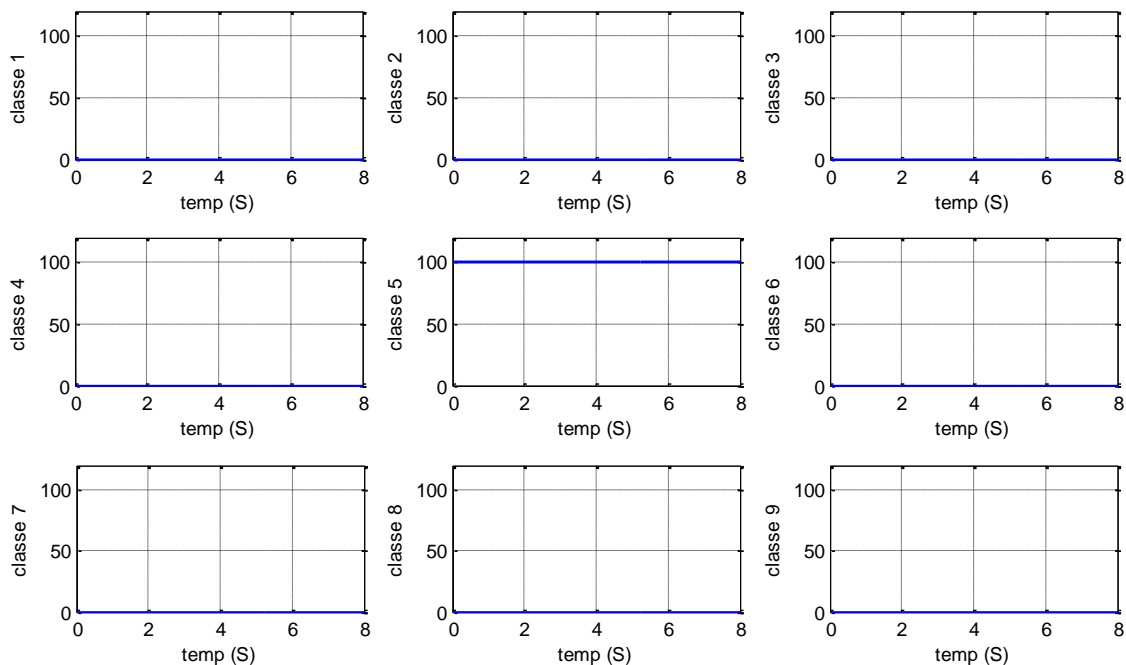 100
50
0
classe 1
0 2 4 6 8
temp (S)
100
50
0
classe 2
0 2 4 6 8
temp (S)
100
50
0
classe 3
0 2 4 6 8
temp (S)
100
50
0
classe 4
0 2 4 6 8
temp (S)
100
50
0
classe 5
0 2 4 6 8
temp (S)
100
50
0
classe 6
0 2 4 6 8
temp (S)
100
50
0
classe 7
0 2 4 6 8
temp (S)
100
50
0
classe 8
0 2 4 6 8
temp (S)
100
50
0
classe 9
0 2 4 6 8
temp (S)